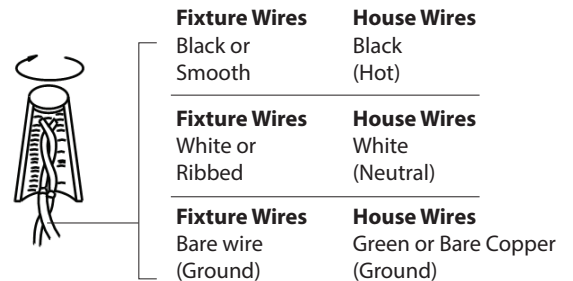 Fixture Wires House Wires
Black or Black
Smooth (Hot)
Fixture Wires House Wires
White or White
Ribbed (Neutral)
Fixture Wires House Wires
Bare wire Green or Bare Copper
(Ground) (Ground)